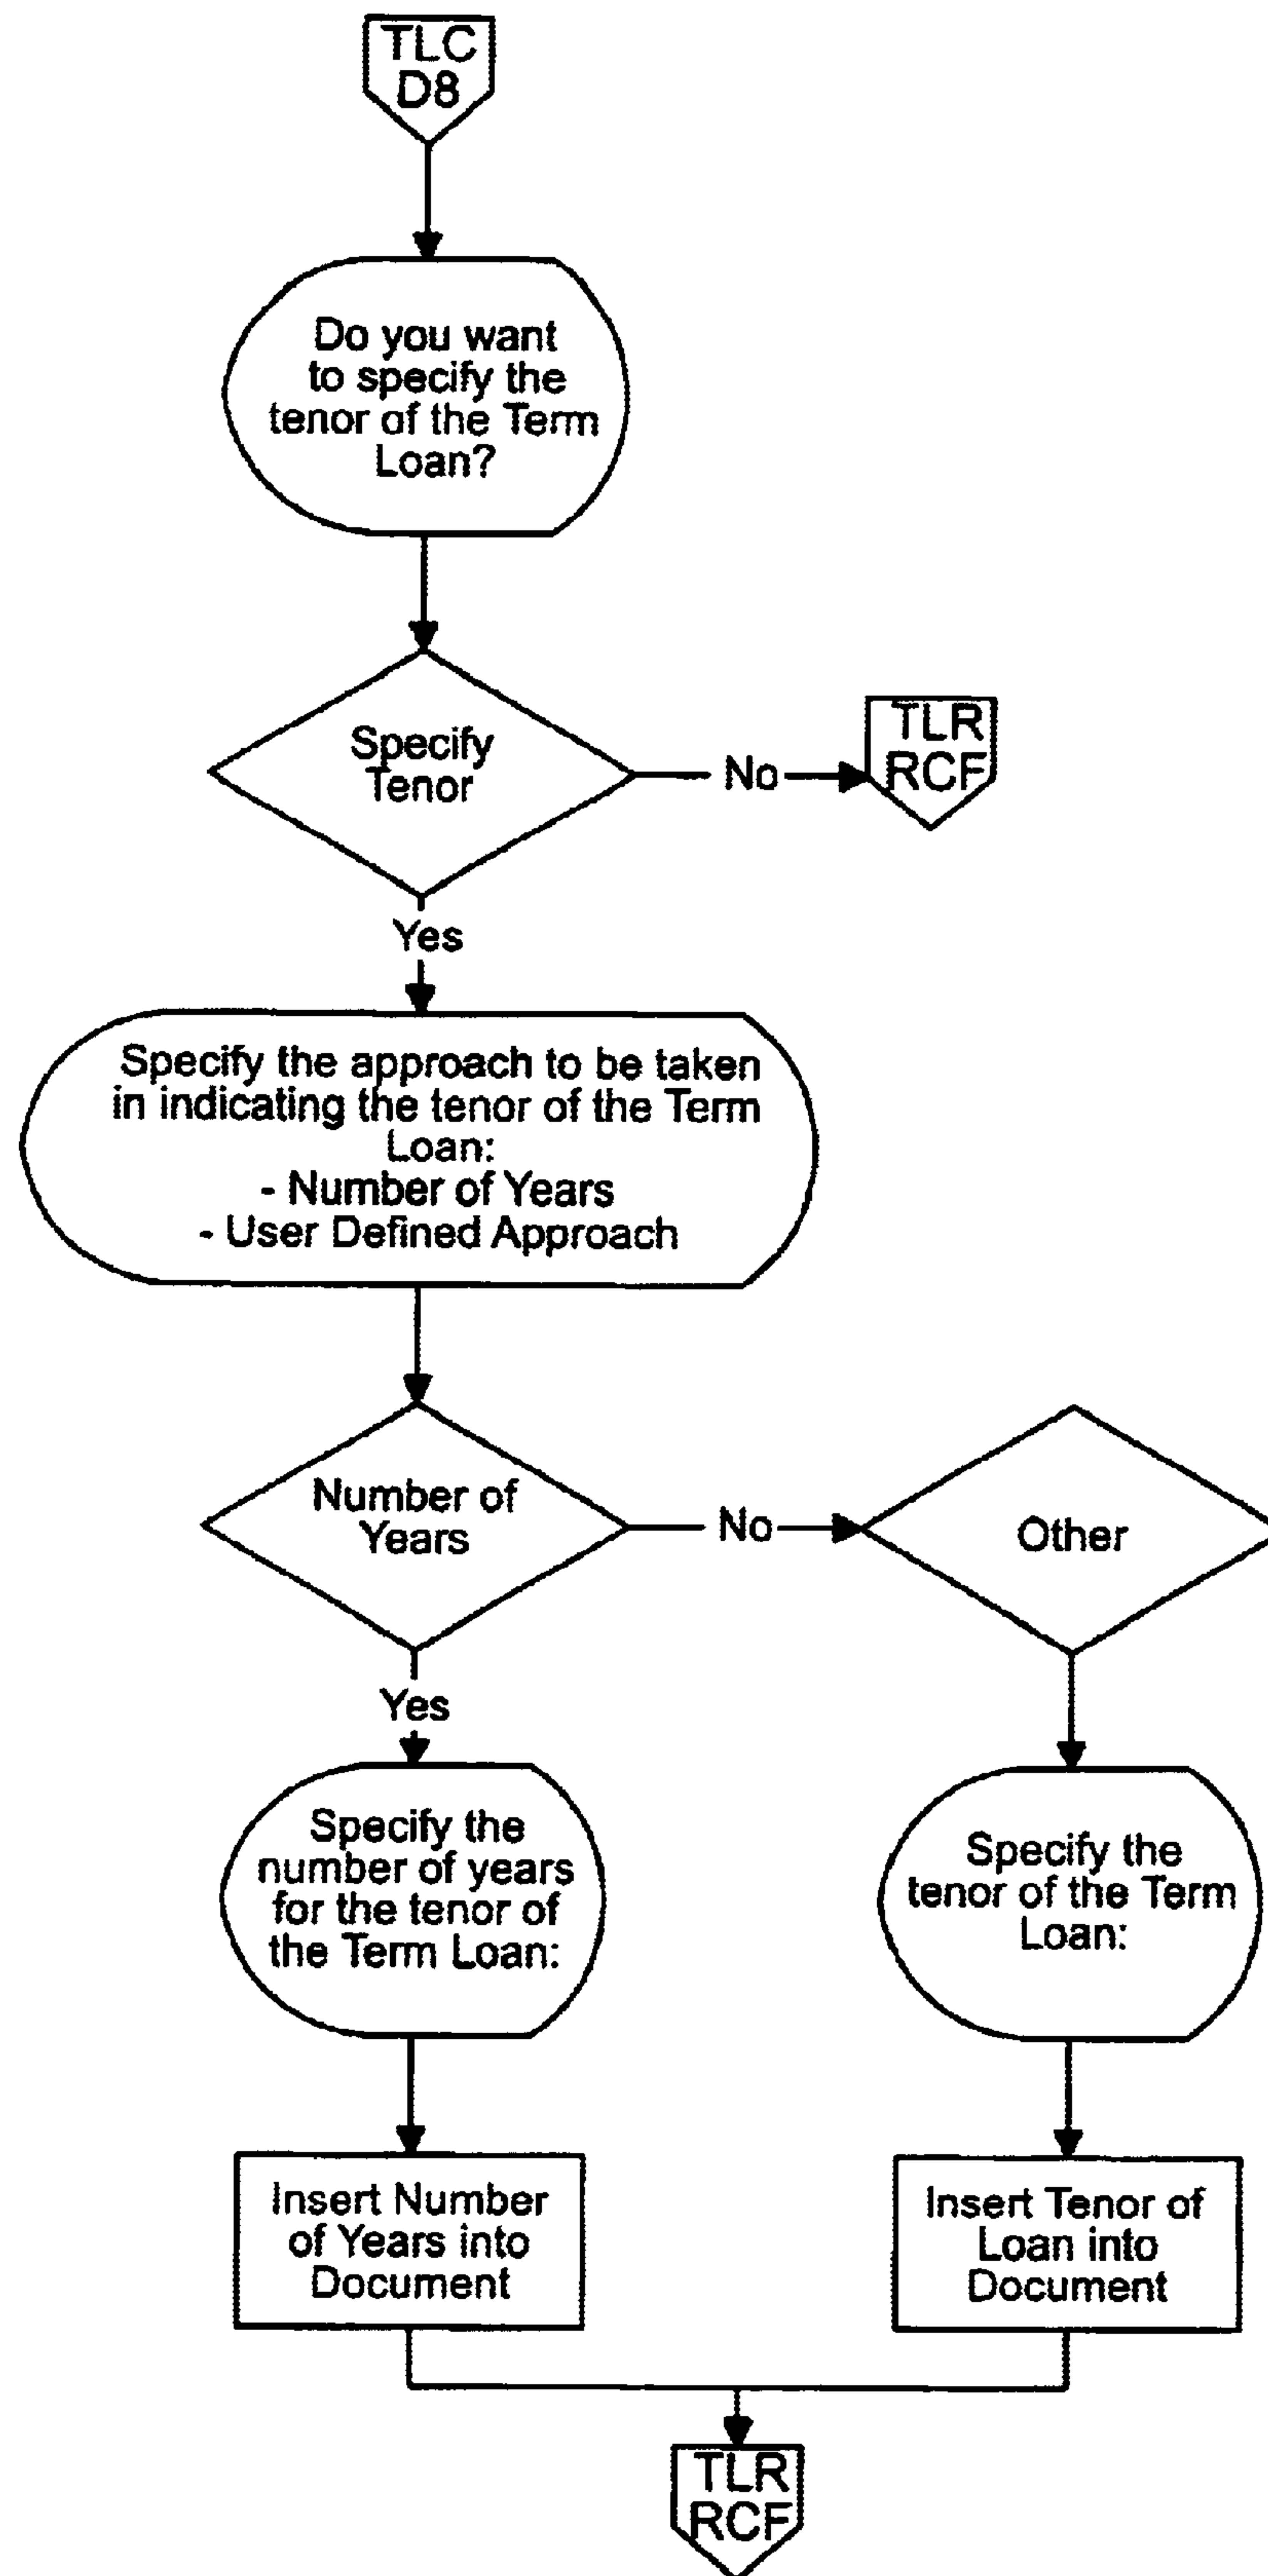 TLC
D8
Do you want
to specify the
tenor of the Term
Loan?
Specify
Tenor
No
TLR
RCF
Yes
Specify the approach to be taken
in indicating the tenor of the Term
Loan:
- Number of Years
- User Defined Approach
Number of
Years
No
Other
Yes
Specify the
number of years
for the tenor of
the Term Loan:
Specify the
tenor of the Term
Loan:
Insert Number
of Years into
Document
Insert Tenor of
Loan into
Document
TLR
RCF